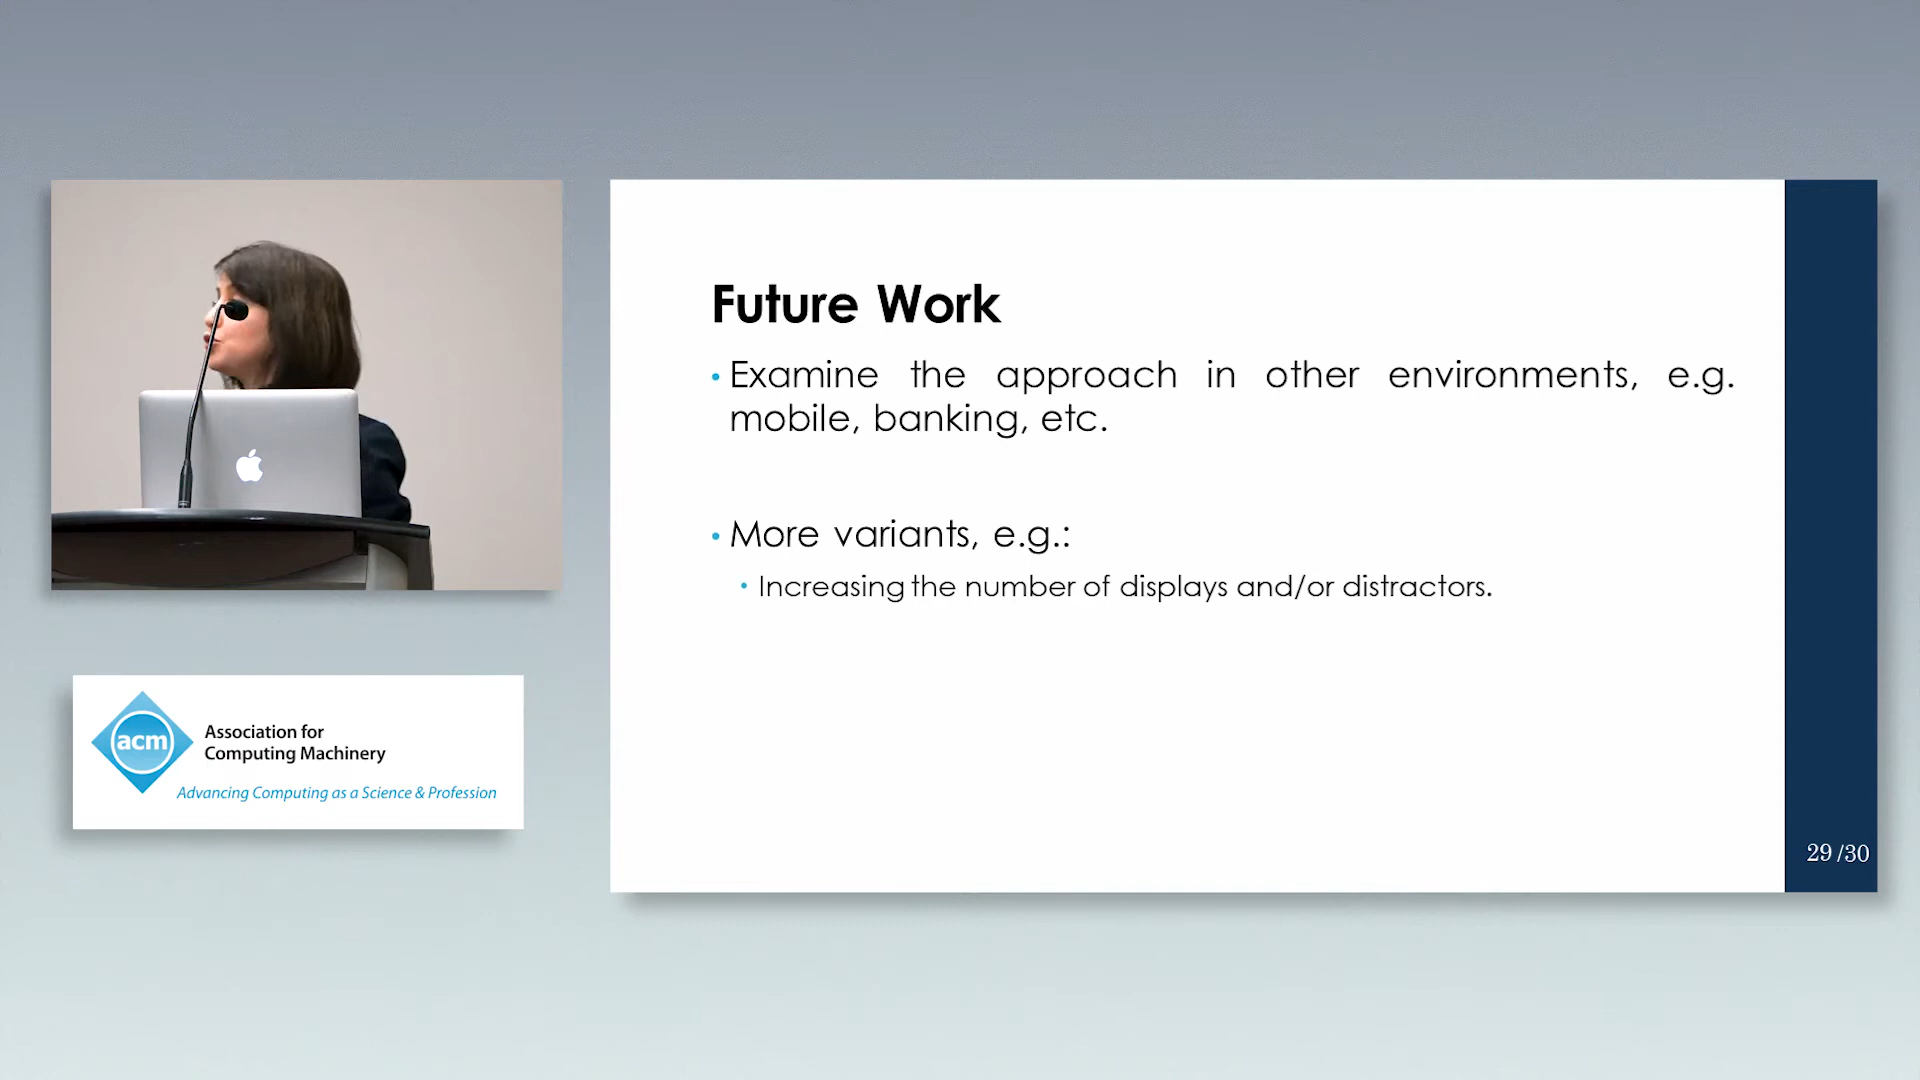 Future Work
• Examine the approach in other environments, e.g.
mobile, banking, etc.
• More variants, e.g.:
• Increasing the number of displays and/or distractors.
29/30
acm
Association for
Computing Machinery
Advancing Computing as a Science & Profession